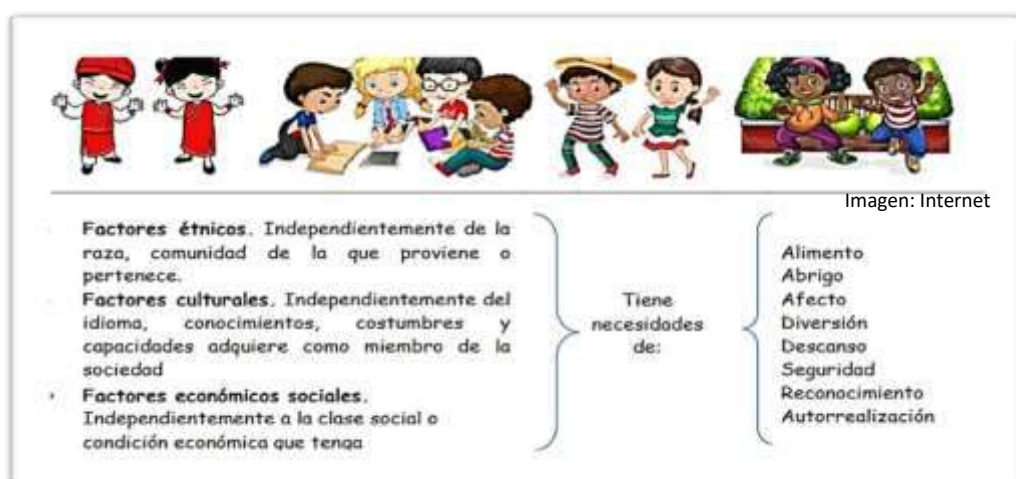 Imagen: Internet
Factores étnicos. Independientemente de la
raza, comunidad de la que proviene o
pertenece.
Factores culturales. Independientemente del
idioma, conocimientos, costumbres y
capacidades adquiere como miembro de la
sociedad
• Factores económicos sociales.
Independientemente a la clase social o
condición económica que tenga
Tiene
necesidades
de:
Alimento
Abrigo
Afecto
Diversión
Descanso
Seguridad
Reconocimiento
Autorrealización